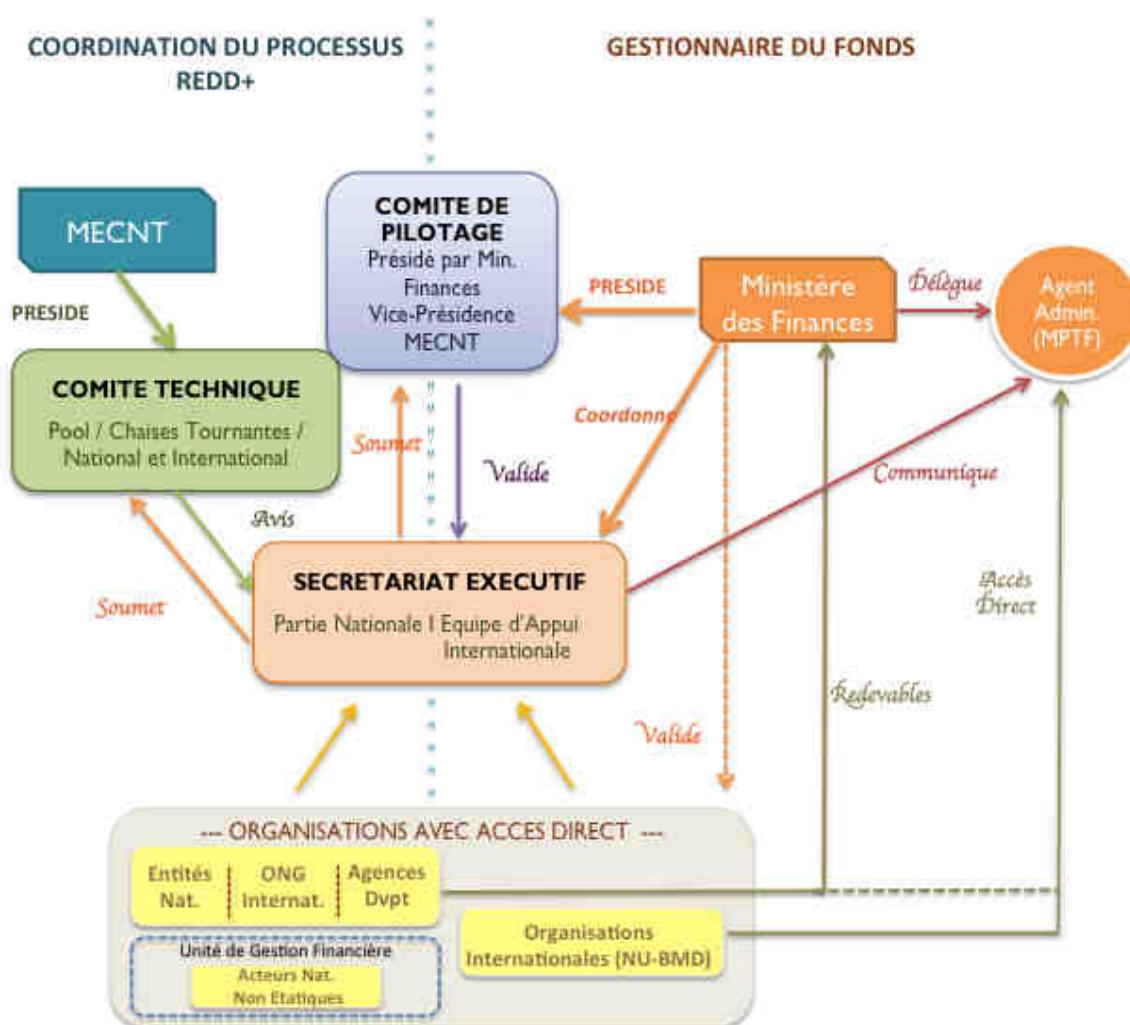 COORDINATION DU PROCESSUS
REDD+
GESTIONNAIRE DU FONDS
MECNT
COMITE DE
PILOTAGE
Présidé par Min.
Finances
Vice-Présidence
MECNT
PRESIDE
Ministère
des Finances
Délègue
Agent
Admin.
(MPTF)
PRESIDE
COMITE TECHNIQUE
Pool / Chaises Tournantes /
National et International
Soumet
Valide
Coordonne
Communique
Avis
Soumet
SECRETARIAT EXECUTIF
Partie Nationale I Equipe d'Appui
Internationale
Accès
Direct
Redevables
Valide
--- ORGANISATIONS AVEC ACCES DIRECT ---
Entités
Nat.
ONG
Internat.
Agences
Dvpt
Organisations
Internationales (NU-BMD)
Unité de Gestion Financière
Acteurs Nat.
Non Etatiques